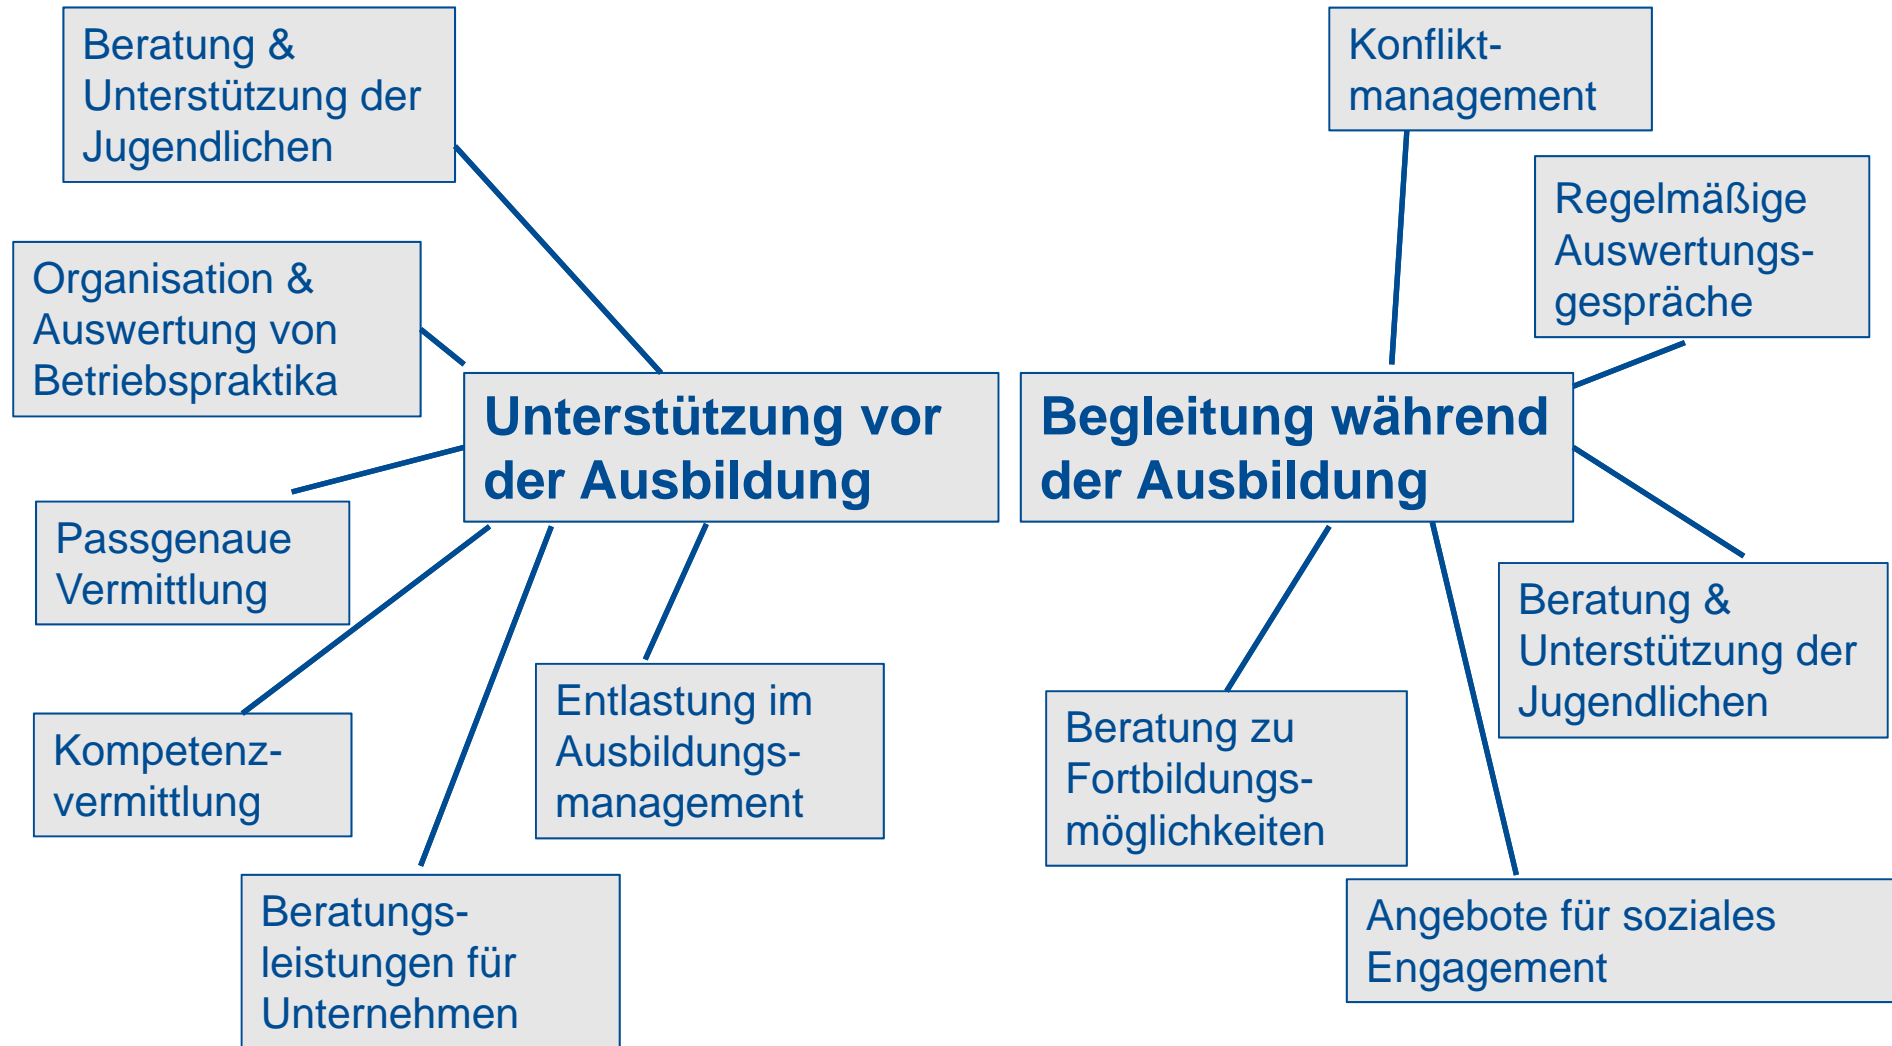 Beratung &
Unterstützung der
Jugendlichen
Organisation &
Auswertung von
Betriebspraktika
Unterstützung vor
der Ausbildung
Passgenaue
Vermittlung
Kompetenz-
vermittlung
Beratungs-
leistungen für
Unternehmen
Entlastung im
Ausbildungs-
management
Konflikt-
management
Regelmäßige
Auswertungs-
gespräche
Begleitung während
der Ausbildung
Beratung &
Unterstützung der
Jugendlichen
Beratung zu
Fortbildungs-
möglichkeiten
Angebote für soziales
Engagement